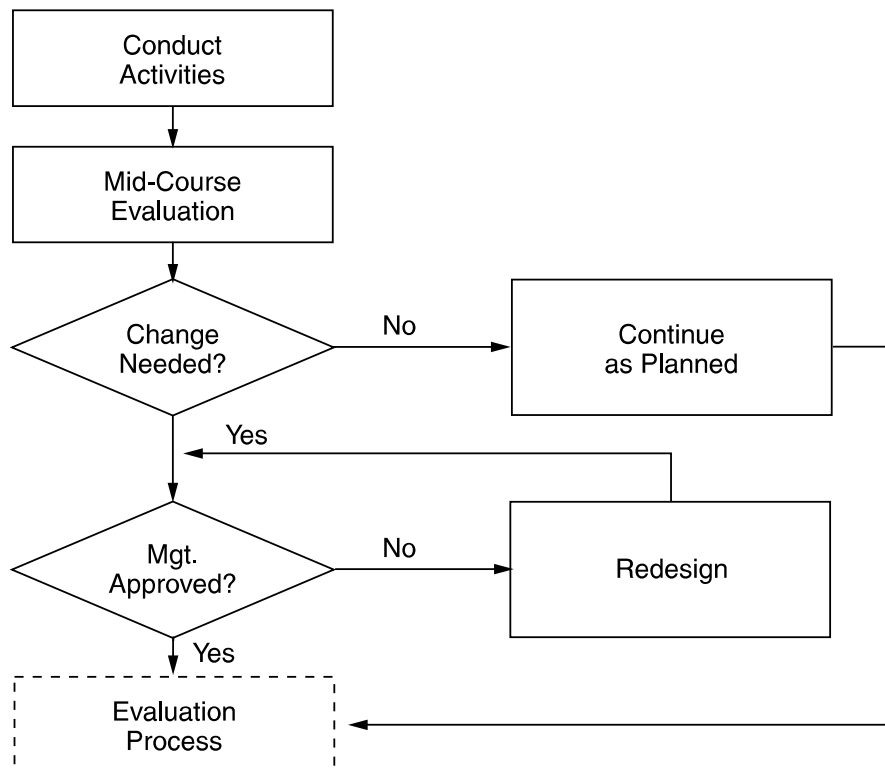 Conduct
Activities
Mid-Course
Evaluation
Change
Needed?
No
Continue
as Planned
Yes
Mgt.
Approved?
No
Redesign
Yes
Evaluation
Process